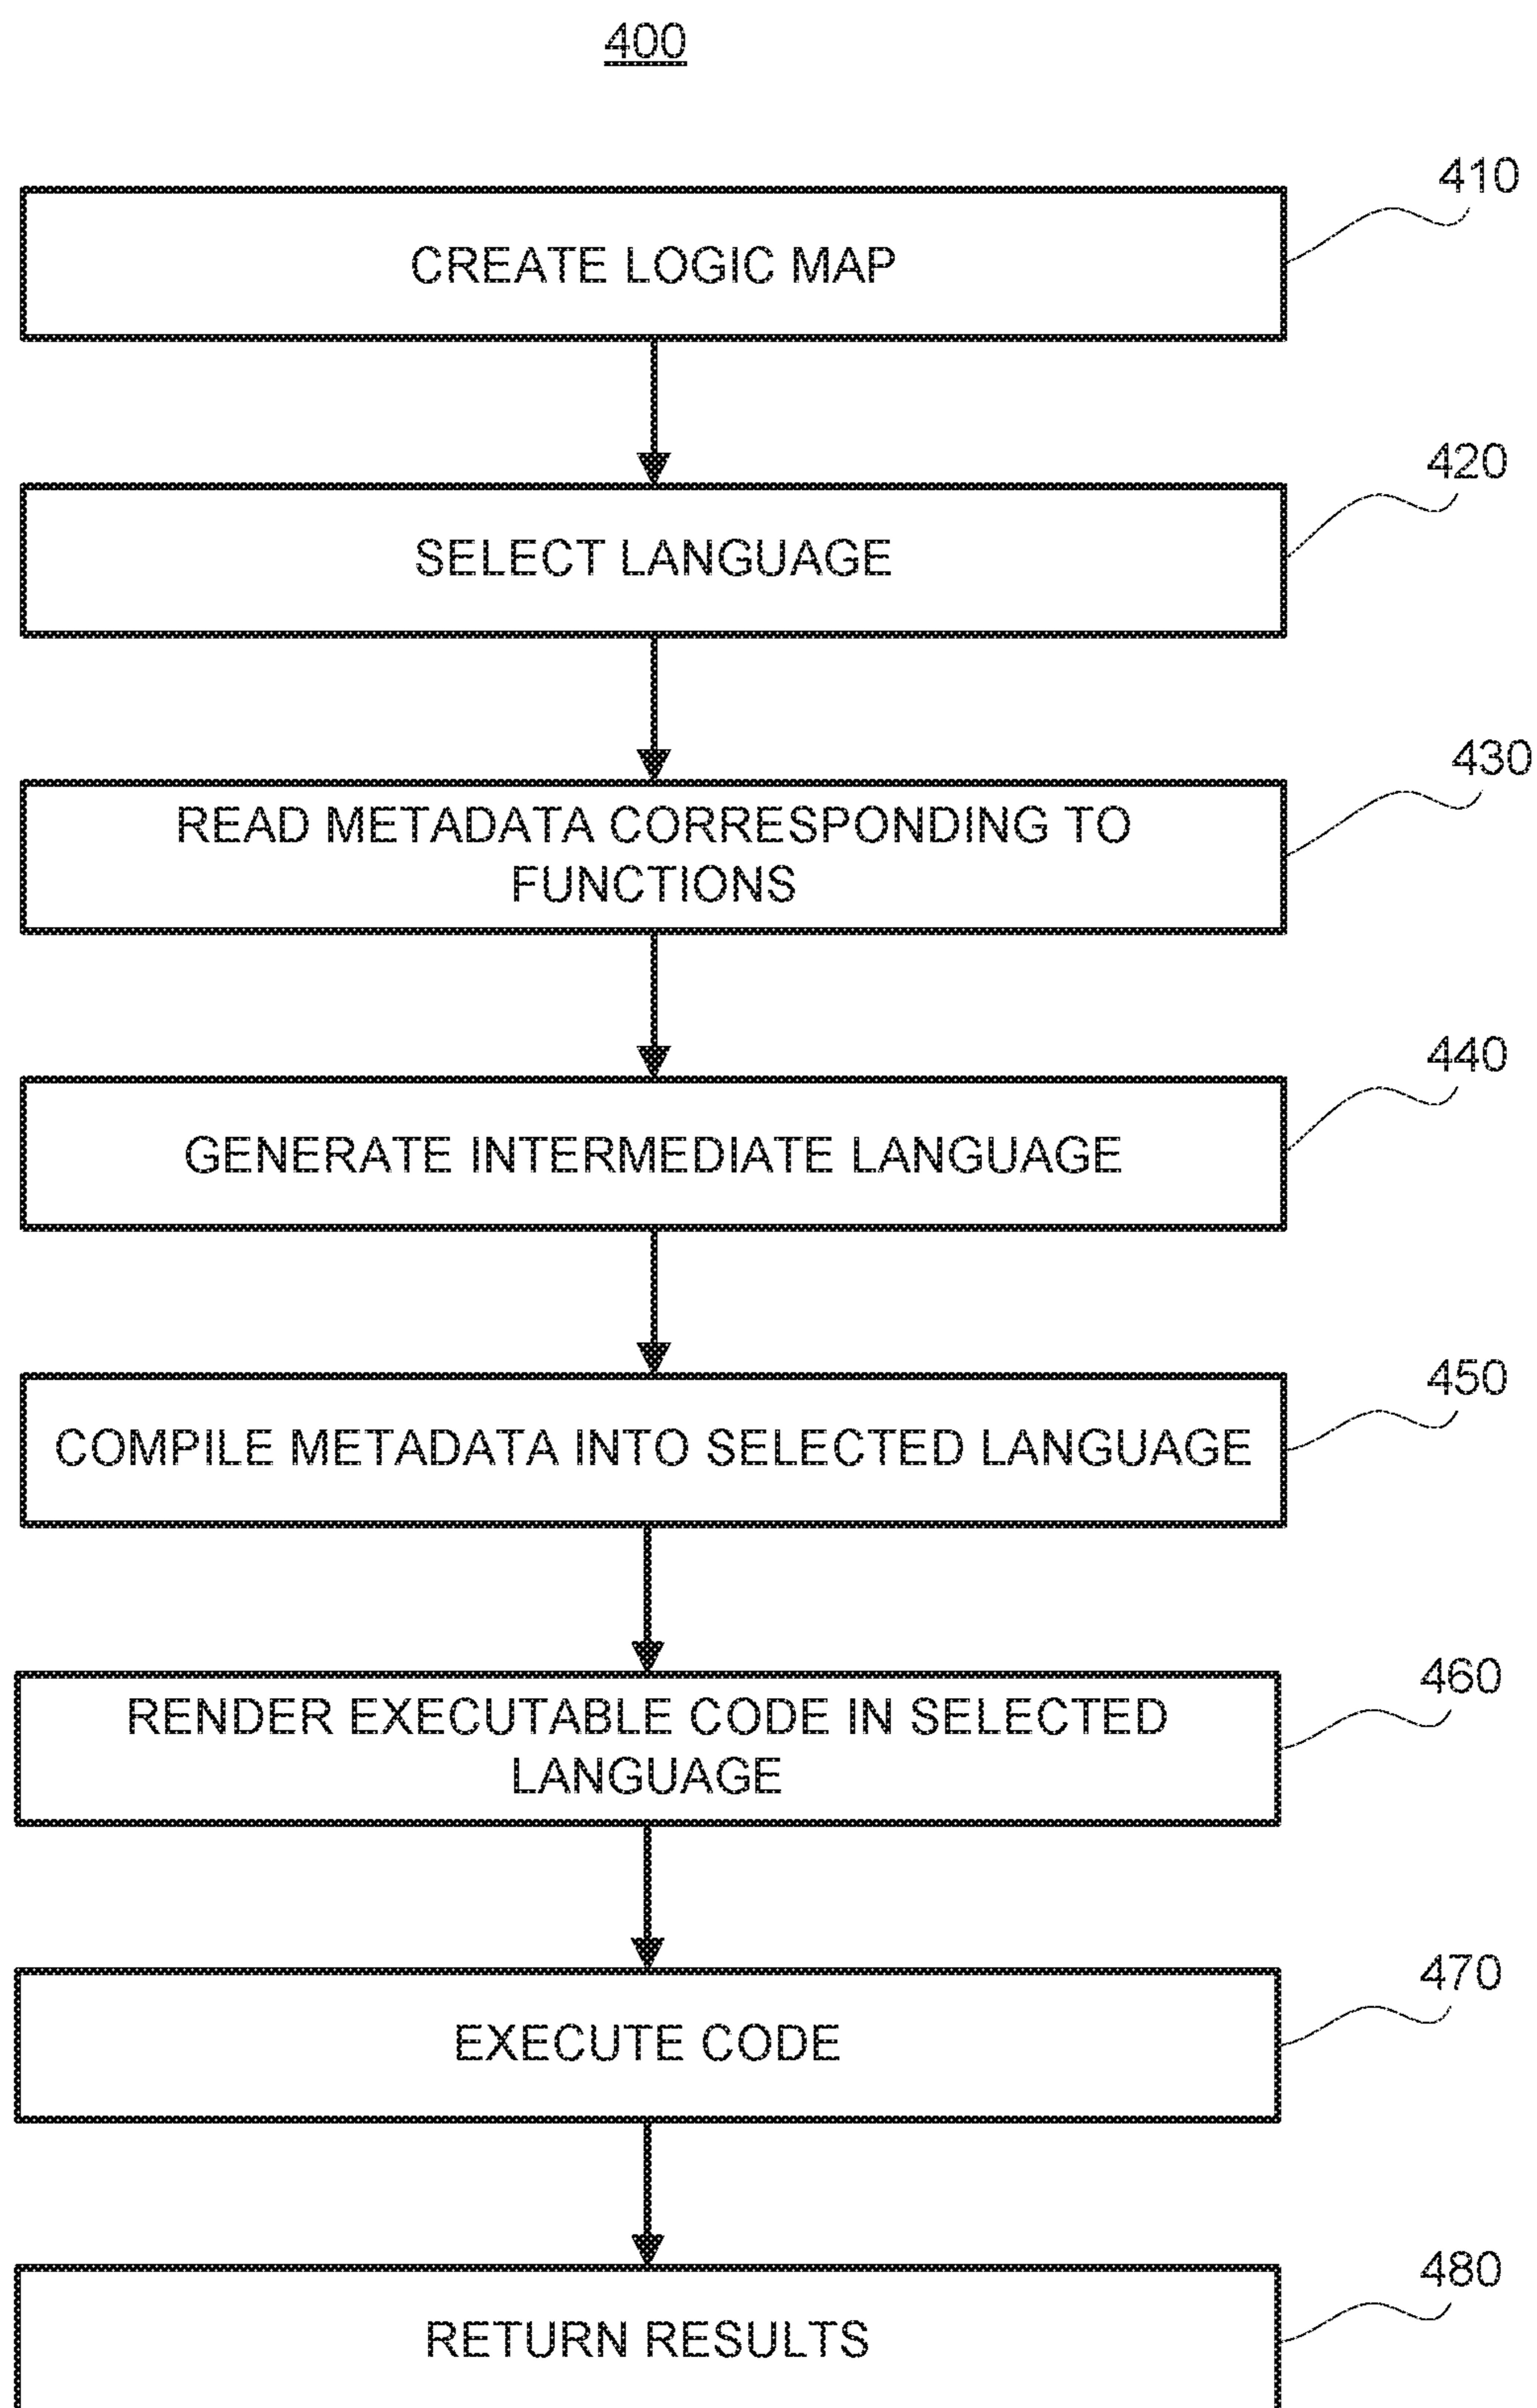 400
410
CREATE LOGIC MAP
420
SELECT LANGUAGE
430
READ METADATA CORRESPONDING TO
FUNCTIONS
440
GENERATE INTERMEDIATE LANGUAGE
450
COMPILE METADATA INTO SELECTED LANGUAGE
460
RENDER EXECUTABLE CODE IN SELECTED
LANGUAGE
470
EXECUTE CODE
480
RETURN RESULTS